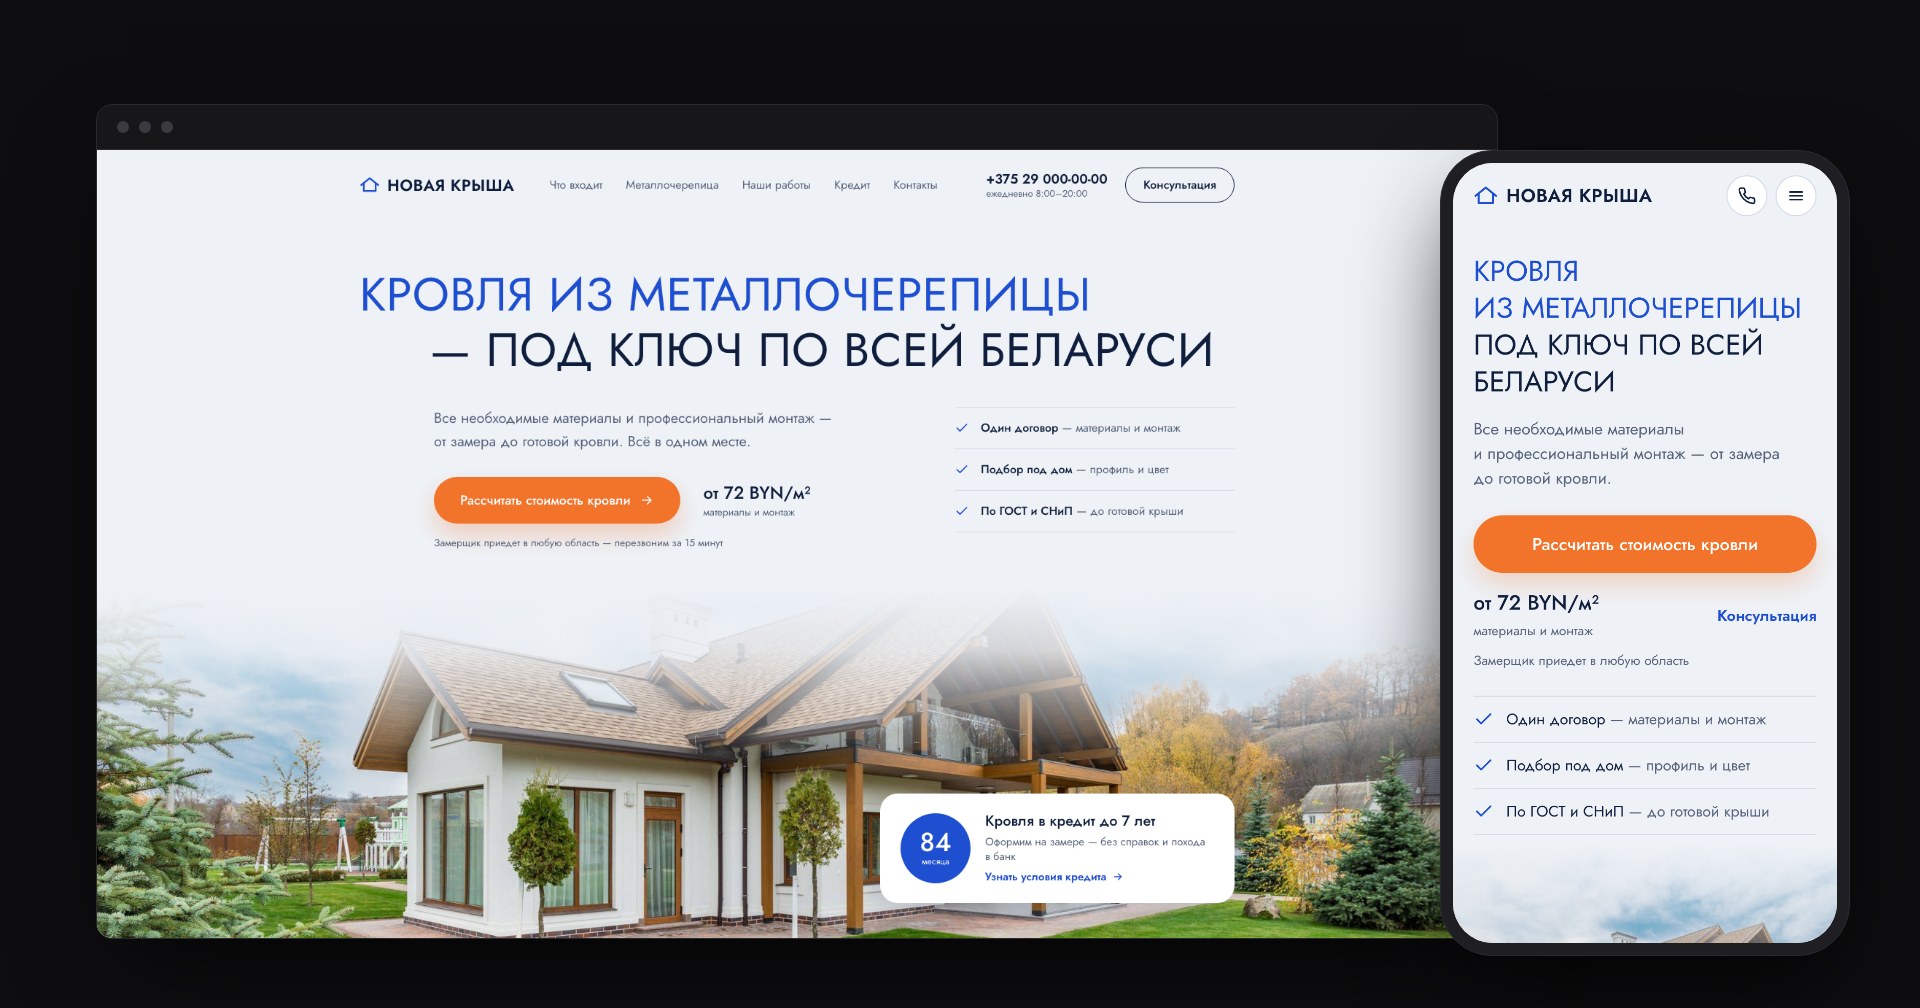 НОВАЯ КРЫША
Что входит
Металлочерепица
Наши работы
Кредит
Контакты
+375 29 000-00-00
ежедневно 8:00–20:00
Консультация
КРОВЛЯ ИЗ МЕТАЛЛОЧЕРЕПИЦЫ
— ПОД КЛЮЧ ПО ВСЕЙ БЕЛАРУСИ
Все необходимые материалы и профессиональный монтаж —
от замера до готовой кровли. Всё в одном месте.
Рассчитать стоимость кровли →
от 72 BYN/м²
материалы и монтаж
Замерщик приедет в любую область — перезвоним за 15 минут
Один договор — материалы и монтаж
Подбор под дом — профиль и цвет
По ГОСТ и СНиП — до готовой крыши
84
месяца
Кровля в кредит до 7 лет
Оформим на замере — без справок и похода
в банк
Узнать условия кредита →
НОВАЯ КРЫША
КРОВЛЯ
ИЗ МЕТАЛЛОЧЕРЕПИЦЫ
ПОД КЛЮЧ ПО ВСЕЙ
БЕЛАРУСИ
Все необходимые материалы
и профессиональный монтаж — от замера
до готовой кровли.
Рассчитать стоимость кровли
от 72 BYN/м²
материалы и монтаж
Консультация
Замерщик приедет в любую область
Один договор — материалы и монтаж
Подбор под дом — профиль и цвет
По ГОСТ и СНиП — до готовой крыши